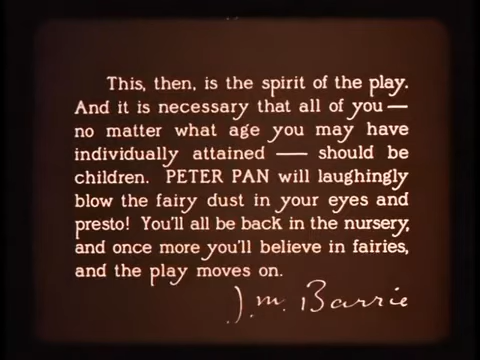 This, then, is the spirit of the play.
And it is necessary that all of you —
no matter what age you may have
individually attained — should be
children. PETER PAN will laughingly
blow the fairy dust in your eyes and
presto! You'll all be back in the nursery,
and once more you'll believe in fairies,
and the play moves on.
J. M. Barrie